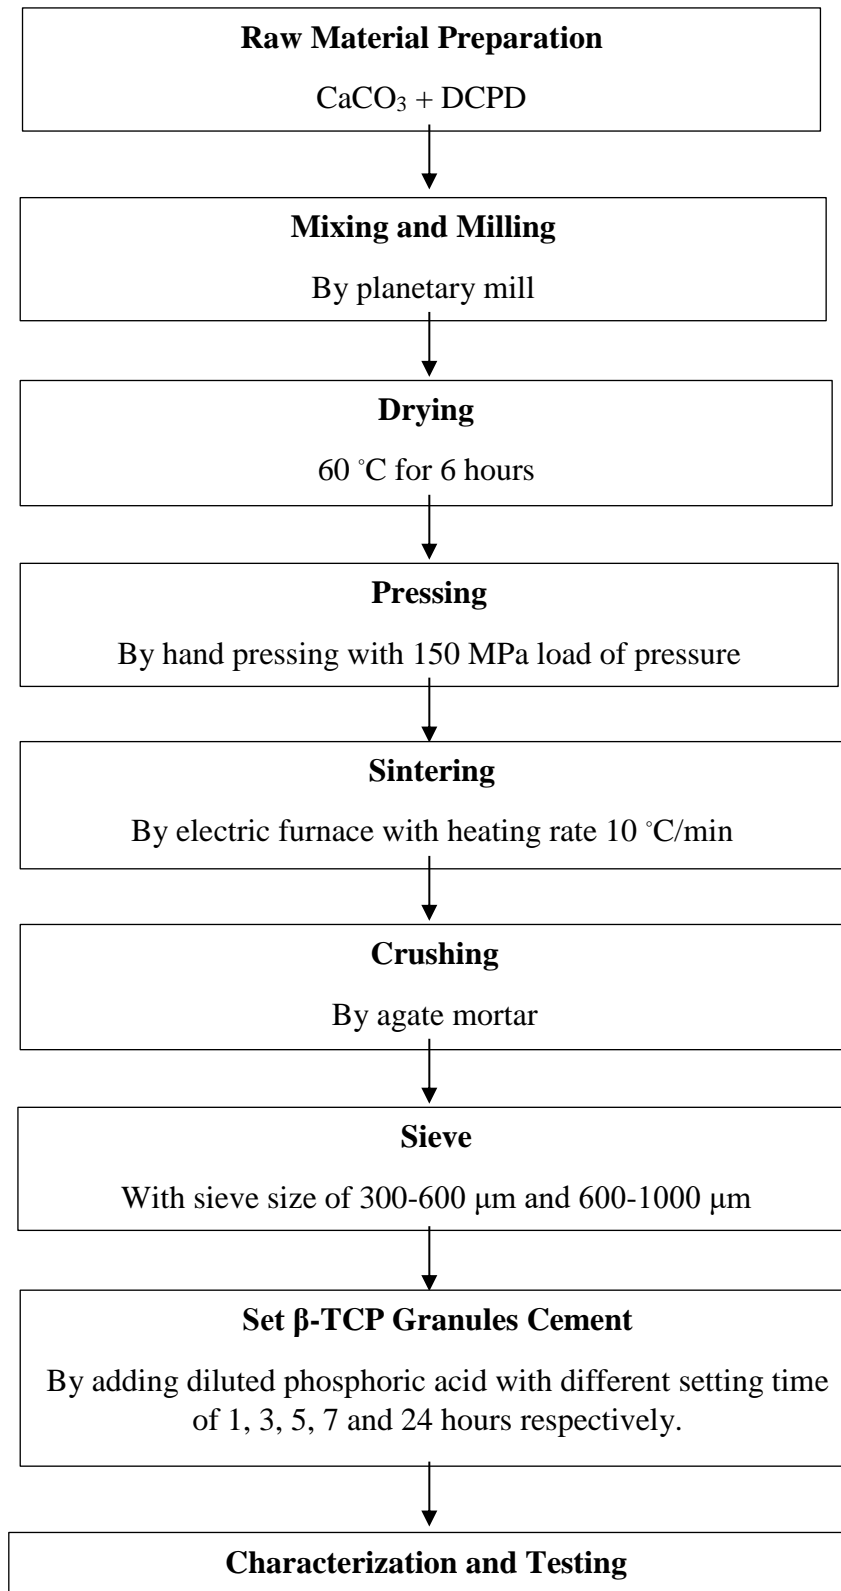 Raw Material Preparation
CaCO₃ + DCPD
Mixing and Milling
By planetary mill
Drying
60 °C for 6 hours
Pressing
By hand pressing with 150 MPa load of pressure
Sintering
By electric furnace with heating rate 10 °C/min
Crushing
By agate mortar
Sieve
With sieve size of 300-600 μm and 600-1000 μm
Set β-TCP Granules Cement
By adding diluted phosphoric acid with different setting time
of 1, 3, 5, 7 and 24 hours respectively.
Characterization and Testing